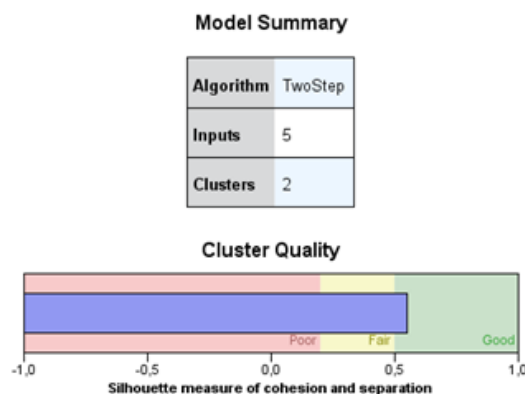 Model Summary
Algorithm TwoStep
Inputs 5
Clusters 2
Cluster Quality
Poor Fair Good
-1,0 -0,5 0,0 0,5 1,0
Silhouette measure of cohesion and separation